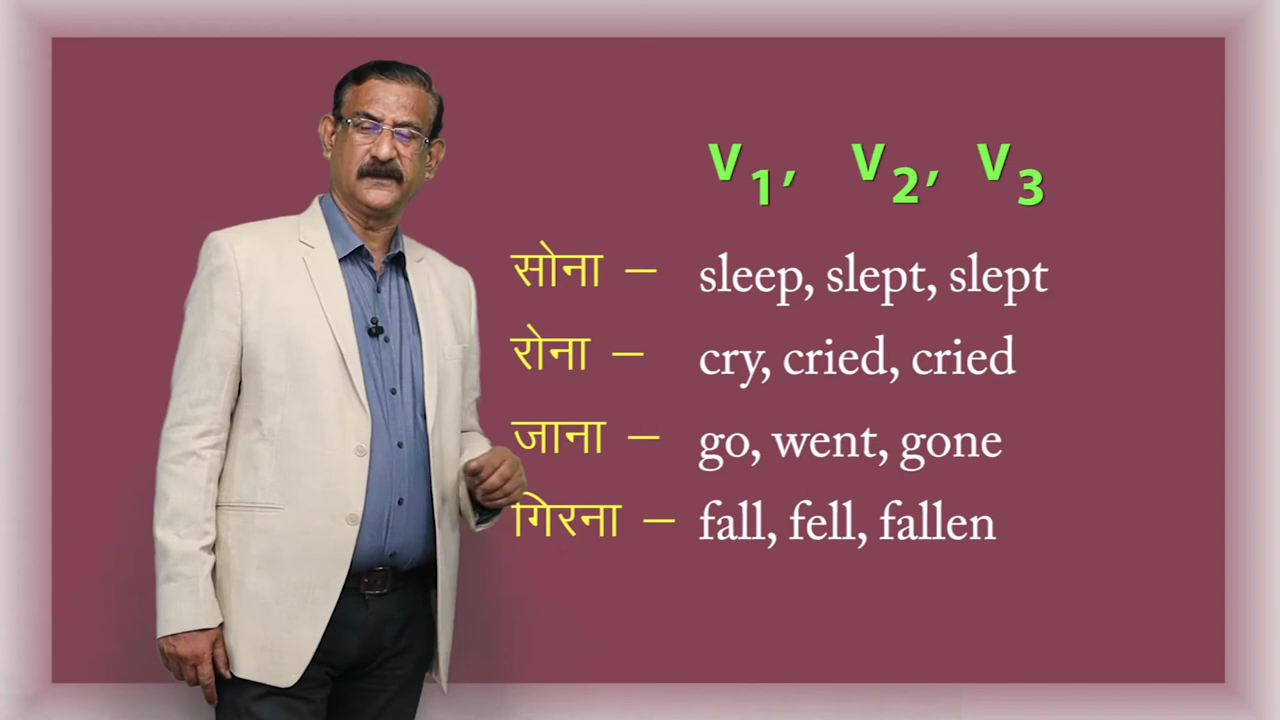 V1, V2, V3
सोना – sleep, slept, slept
रोना – cry, cried, cried
जाना – go, went, gone
गिरना – fall, fell, fallen